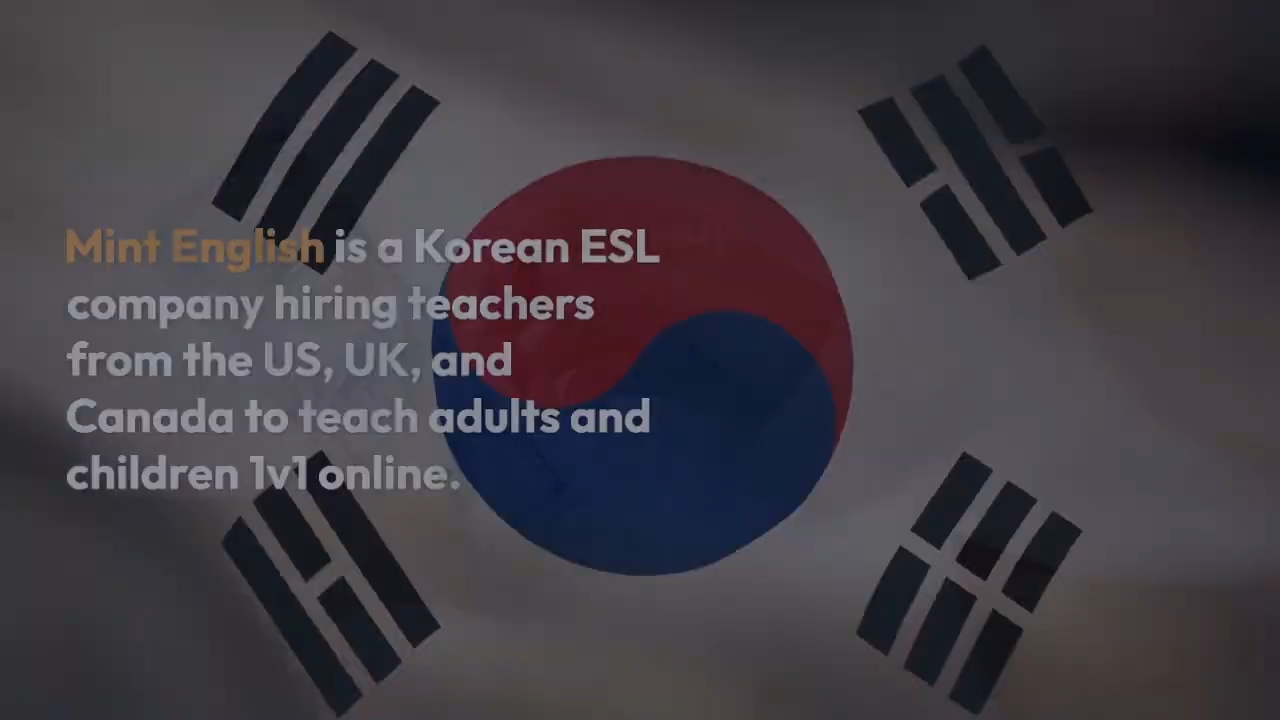 Mint English is a Korean ESL
company hiring teachers
from the US, UK, and
Canada to teach adults and
children 1v1 online.